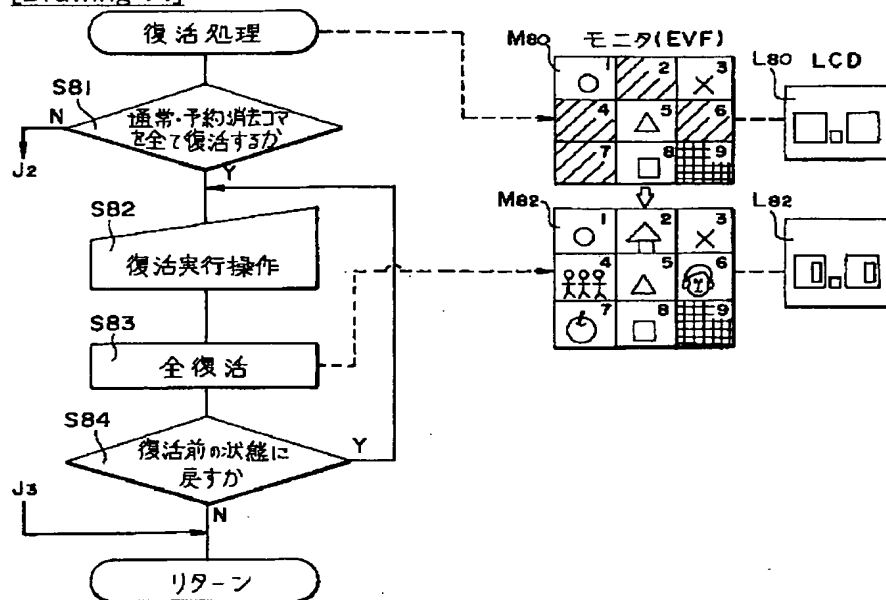 復活処理
S81
N
通常・予約消去コマ
を全て復活するか
J2
Y
S82
復活実行操作
S83
全復活
S84
復活前の状態に
戻すか
Y
J3
N
リターン
M80
モニタ(EVF)
1
2
3
4
5
6
7
8
9
L80
LCD
M82
1
2
3
4
5
6
7
8
9
L82